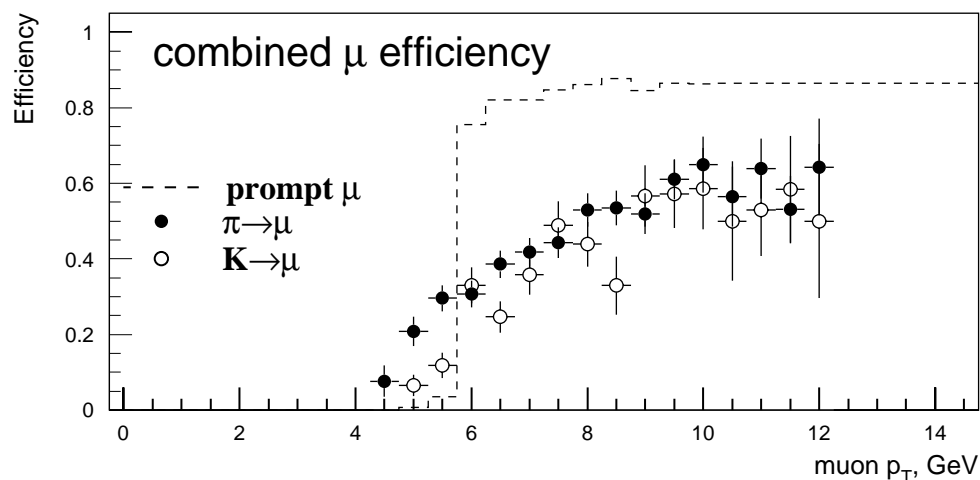 combined μ efficiency
Efficiency
1
0.8
0.6
0.4
0.2
0
prompt μ
π→μ
K→μ
0 2 4 6 8 10 12 14
muon p_T, GeV